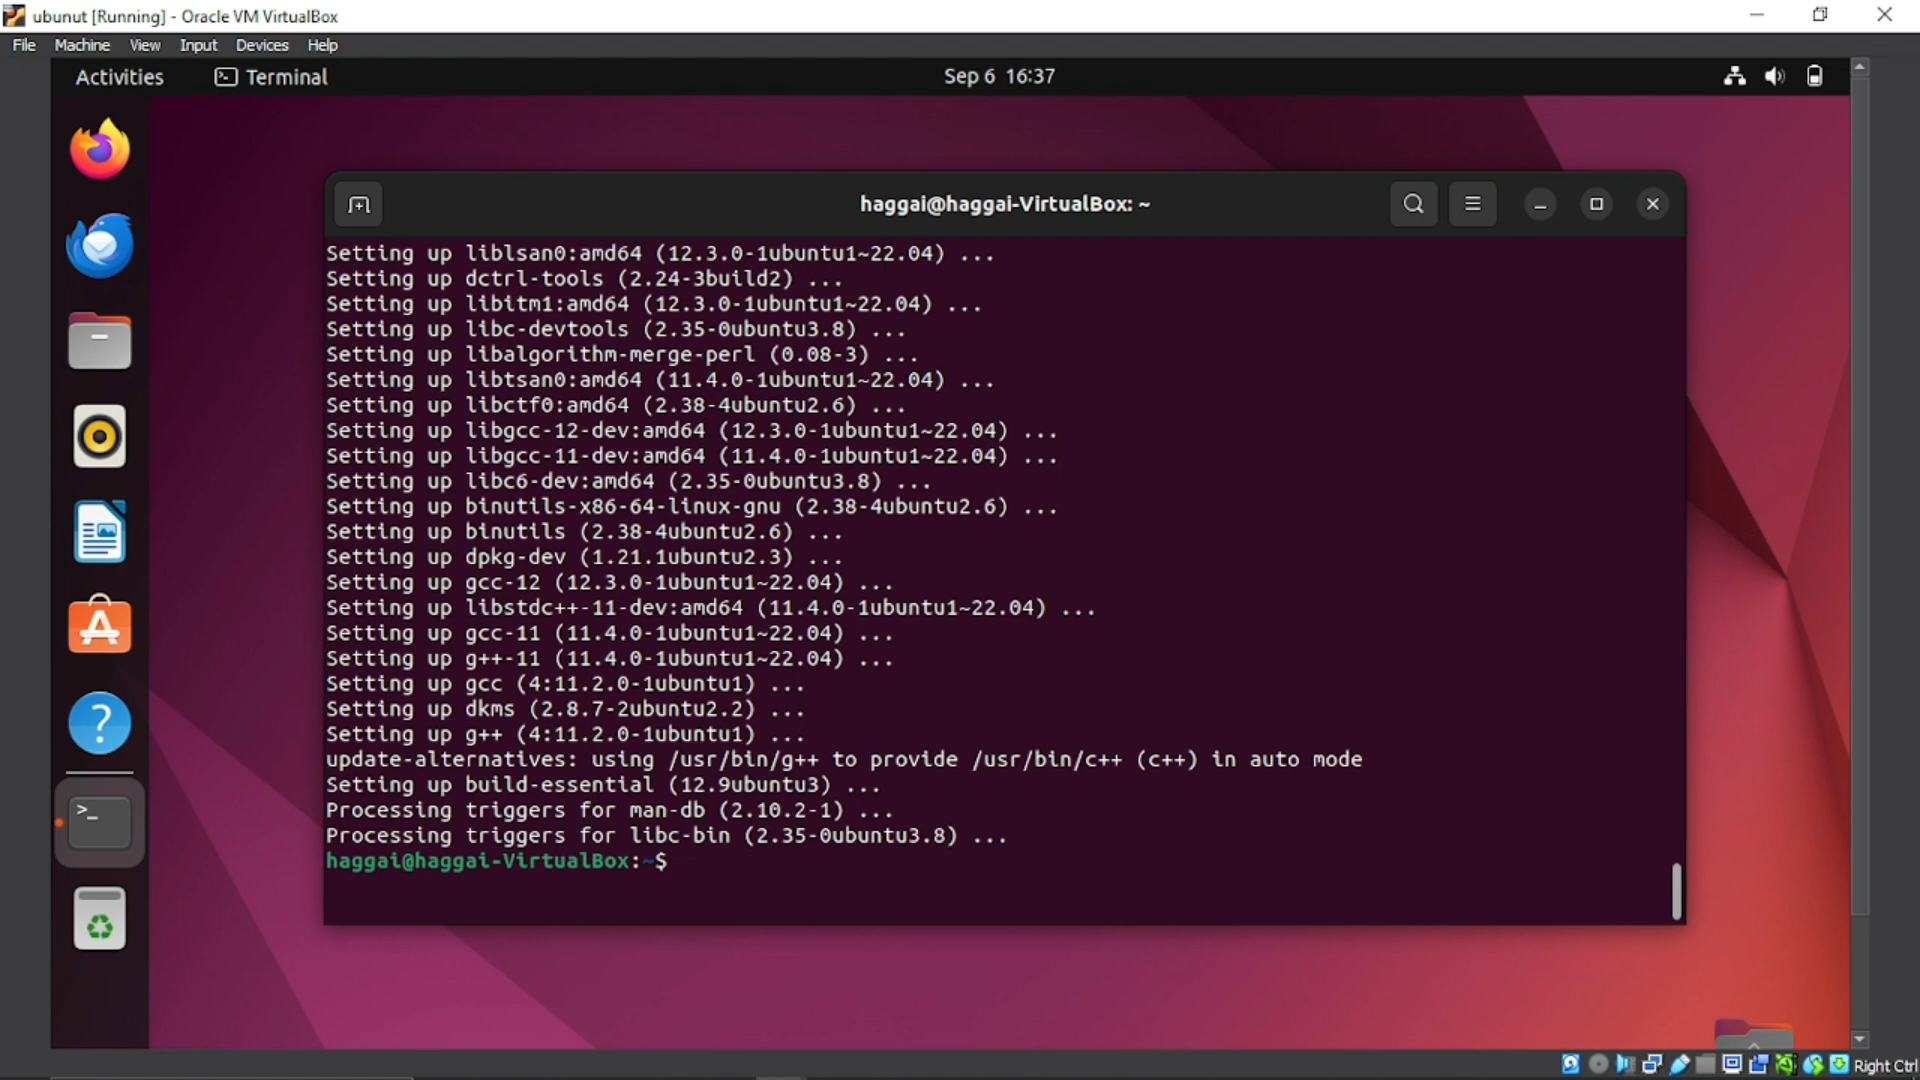 ubunut [Running] - Oracle VM VirtualBox
File Machine View Input Devices Help
Activities Terminal Sep 6 16:37
haggai@haggai-VirtualBox: ~
Setting up liblsan0:amd64 (12.3.0-1ubuntu1~22.04) ...
Setting up dctrl-tools (2.24-3build2) ...
Setting up libitm1:amd64 (12.3.0-1ubuntu1~22.04) ...
Setting up libc-devtools (2.35-0ubuntu3.8) ...
Setting up libalgorithm-merge-perl (0.08-3) ...
Setting up libtsan0:amd64 (11.4.0-1ubuntu1~22.04) ...
Setting up libctf0:amd64 (2.38-4ubuntu2.6) ...
Setting up libgcc-12-dev:amd64 (12.3.0-1ubuntu1~22.04) ...
Setting up libgcc-11-dev:amd64 (11.4.0-1ubuntu1~22.04) ...
Setting up libc6-dev:amd64 (2.35-0ubuntu3.8) ...
Setting up binutils-x86-64-linux-gnu (2.38-4ubuntu2.6) ...
Setting up binutils (2.38-4ubuntu2.6) ...
Setting up dpkg-dev (1.21.1ubuntu2.3) ...
Setting up gcc-12 (12.3.0-1ubuntu1~22.04) ...
Setting up libstdc++-11-dev:amd64 (11.4.0-1ubuntu1~22.04) ...
Setting up gcc-11 (11.4.0-1ubuntu1~22.04) ...
Setting up g++-11 (11.4.0-1ubuntu1~22.04) ...
Setting up gcc (4:11.2.0-1ubuntu1) ...
Setting up dkms (2.8.7-2ubuntu2.2) ...
Setting up g++ (4:11.2.0-1ubuntu1) ...
update-alternatives: using /usr/bin/g++ to provide /usr/bin/c++ (c++) in auto mode
Setting up build-essential (12.9ubuntu3) ...
Processing triggers for man-db (2.10.2-1) ...
Processing triggers for libc-bin (2.35-0ubuntu3.8) ...
haggai@haggai-VirtualBox:~$
Right Ctrl